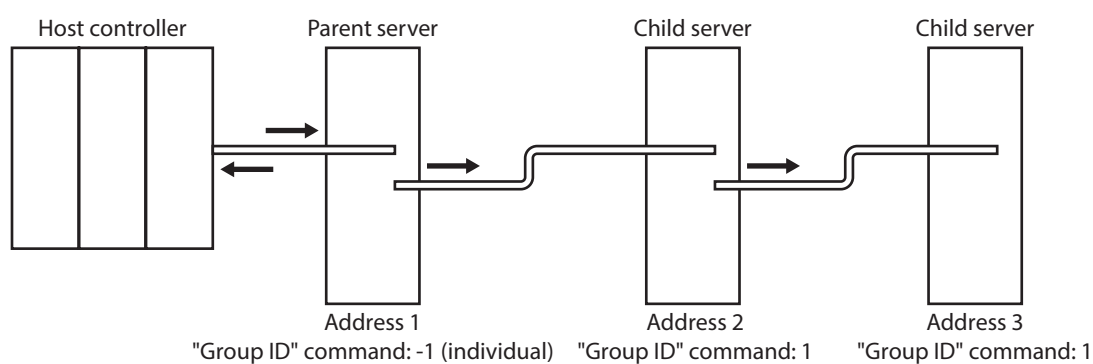 Host controller
Parent server
Child server
Child server
Address 1
Address 2
Address 3
"Group ID" command: -1 (individual)
"Group ID" command: 1
"Group ID" command: 1